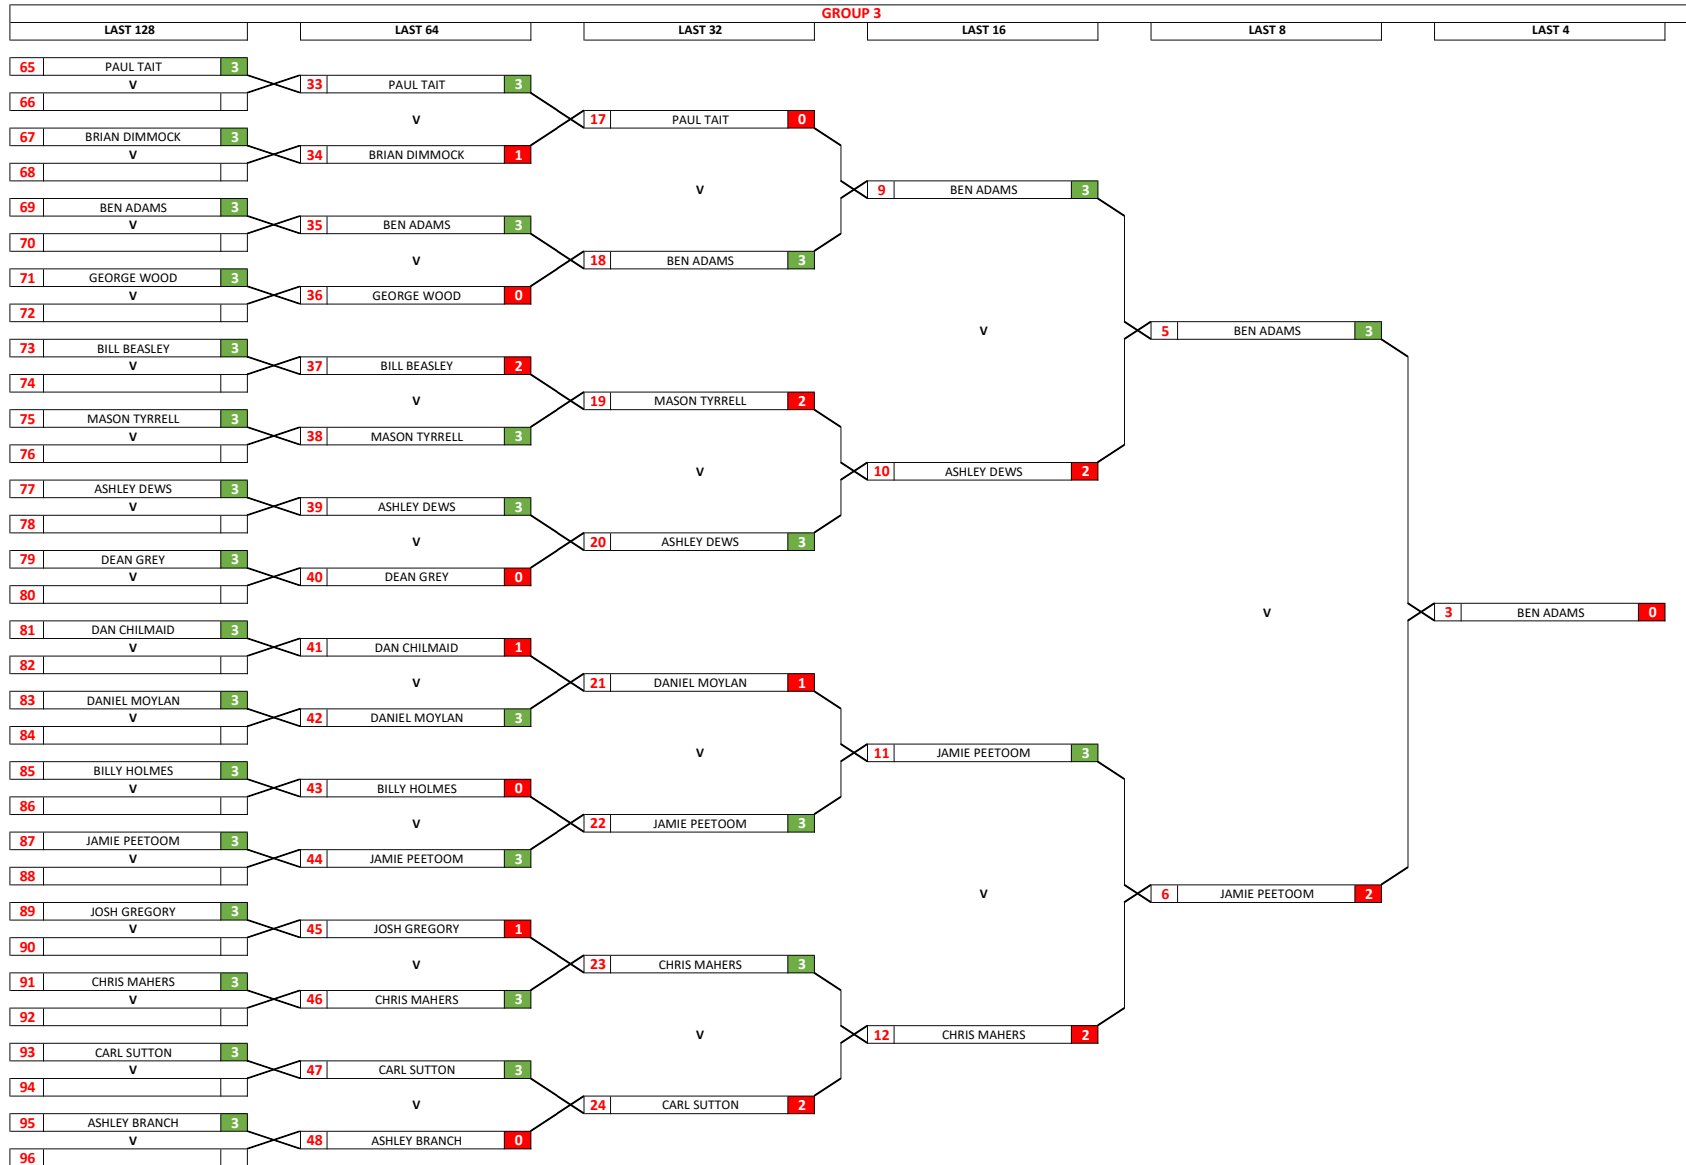 GROUP 3
LAST 128 LAST 64 LAST 32 LAST 16 LAST 8 LAST 4
65 PAUL TAIT 3
V
66
67 BRIAN DIMMOCK 3
V
68
69 BEN ADAMS 3
V
70
71 GEORGE WOOD 3
V
72
73 BILL BEASLEY 3
V
74
75 MASON TYRRELL 3
V
76
77 ASHLEY DEWS 3
V
78
79 DEAN GREY 3
V
80
81 DAN CHILMAID 3
V
82
83 DANIEL MOYLAN 3
V
84
85 BILLY HOLMES 3
V
86
87 JAMIE PEETOOM 3
V
88
89 JOSH GREGORY 3
V
90
91 CHRIS MAHERS 3
V
92
93 CARL SUTTON 3
V
94
95 ASHLEY BRANCH 3
V
96
33 PAUL TAIT 3
V
34 BRIAN DIMMOCK 1
35 BEN ADAMS 3
V
36 GEORGE WOOD 0
37 BILL BEASLEY 2
V
38 MASON TYRRELL 3
39 ASHLEY DEWS 3
V
40 DEAN GREY 0
41 DAN CHILMAID 1
V
42 DANIEL MOYLAN 3
43 BILLY HOLMES 0
V
44 JAMIE PEETOOM 3
45 JOSH GREGORY 1
V
46 CHRIS MAHERS 3
47 CARL SUTTON 3
V
48 ASHLEY BRANCH 0
17 PAUL TAIT 0
V
18 BEN ADAMS 3
19 MASON TYRRELL 2
V
20 ASHLEY DEWS 3
21 DANIEL MOYLAN 1
V
22 JAMIE PEETOOM 3
23 CHRIS MAHERS 3
V
24 CARL SUTTON 2
9 BEN ADAMS 3
V
10 ASHLEY DEWS 2
11 JAMIE PEETOOM 3
V
12 CHRIS MAHERS 2
5 BEN ADAMS 3
V
6 JAMIE PEETOOM 2
3 BEN ADAMS 0